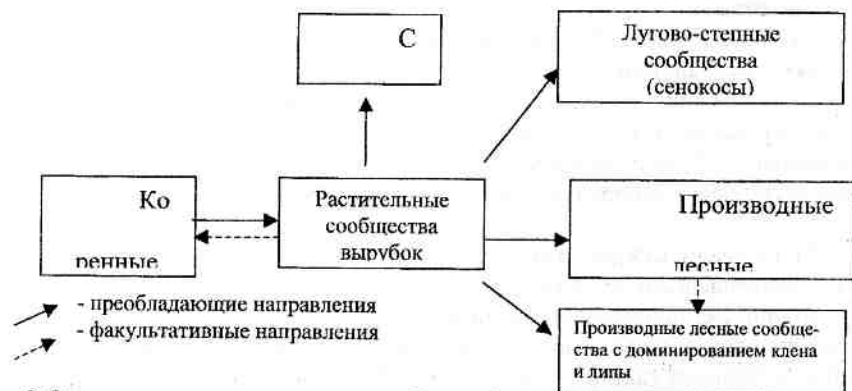 С
Лугово-степные
сообщества
(сенокосы)
Ко
ренные
Растительные
сообщества
вырубок
Производные
лесные
- преобладающие направления
- факультативные направления
Производные лесные сообще-
ства с доминированием клена
и липы